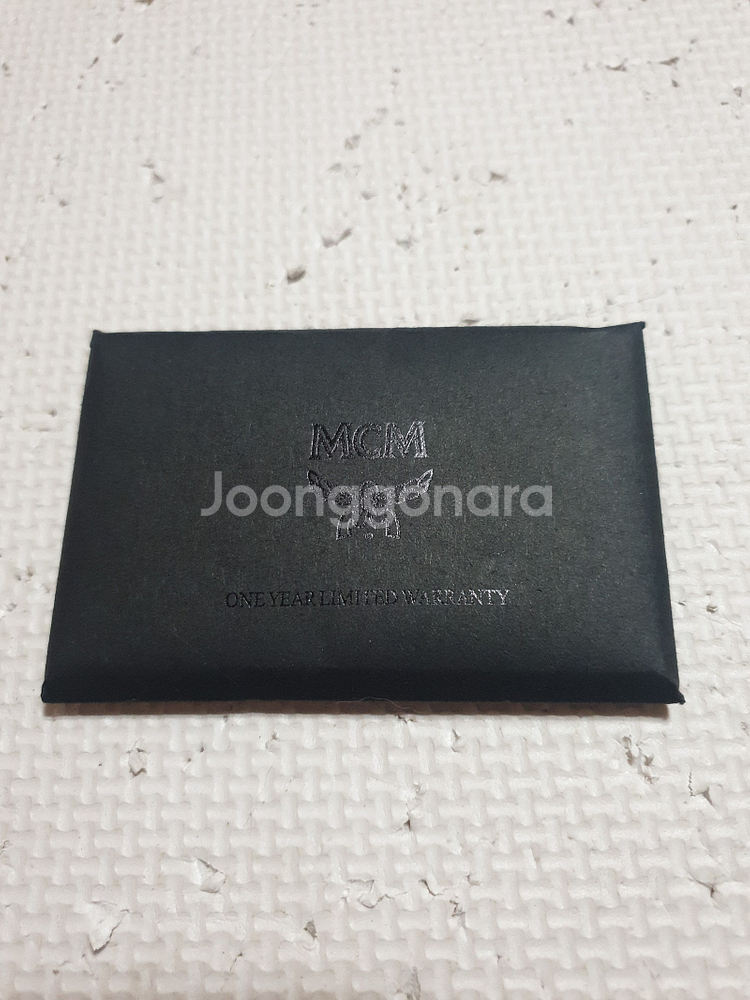 MCM
Joonggonara
ONE YEAR LIMITED WARRANTY